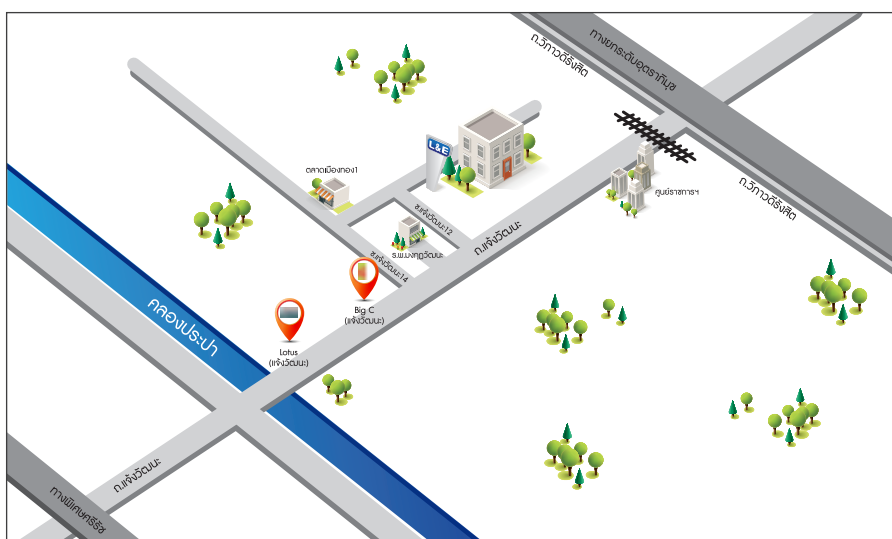 ถ.วิภาวดีรังสิต
ทางยกระดับอุตราภิมุข
L&E
ตลาดเมืองทอง1
ศูนย์ราชการฯ
ถ.วิภาวดีรังสิต
ซ.แจ้งวัฒนะ12
ถ.แจ้งวัฒนะ
ร.พ.มงกุฎวัฒนะ
ซ.แจ้งวัฒนะ14
Big C
(แจ้งวัฒนะ)
Lotus
(แจ้งวัฒนะ)
คลองประปา
ถ.แจ้งวัฒนะ
ทางพิเศษศรีรัช